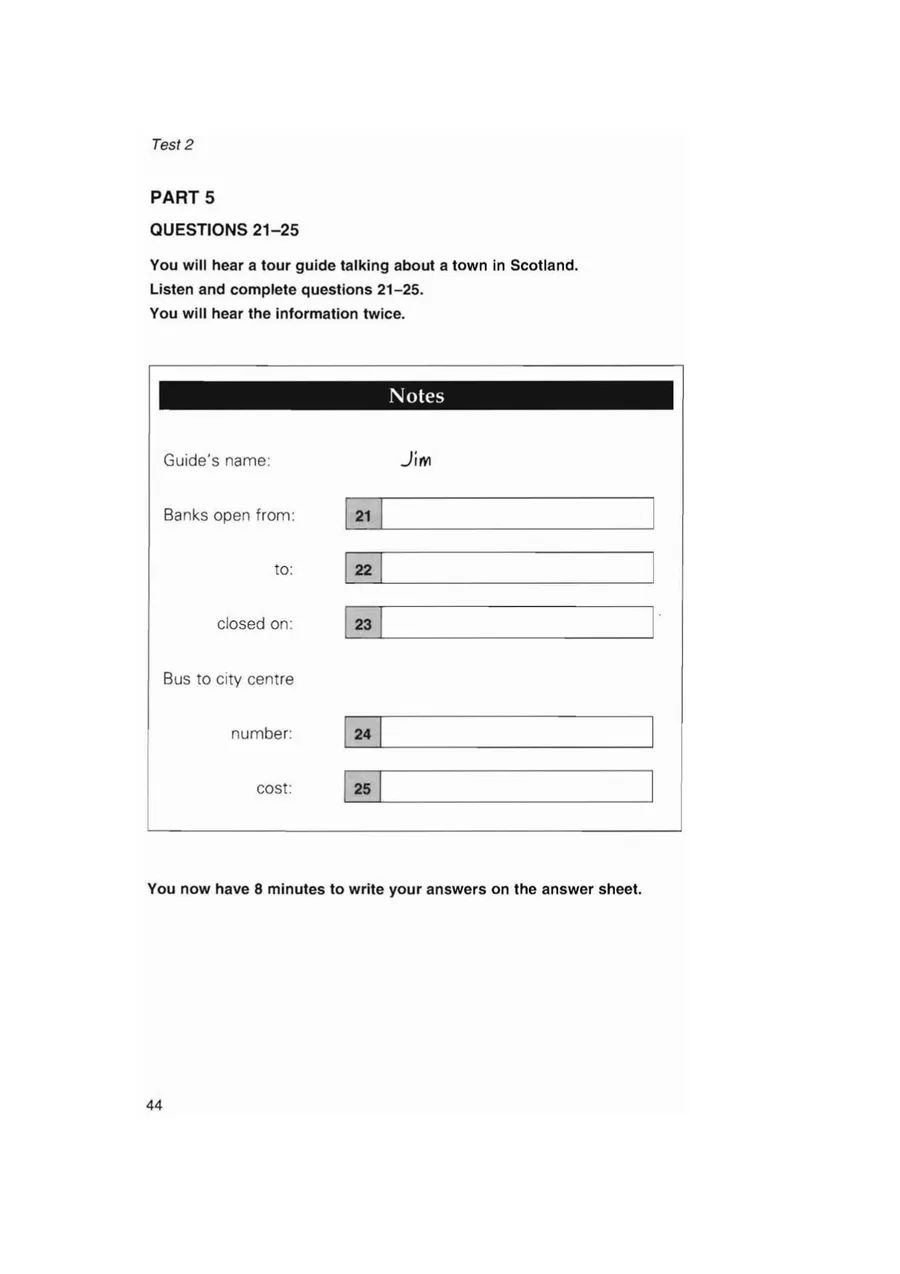 Test 2
PART 5
QUESTIONS 21–25
You will hear a tour guide talking about a town in Scotland.
Listen and complete questions 21–25.
You will hear the information twice.
Notes
Guide's name: Jim
Banks open from: 21
to: 22
closed on: 23
Bus to city centre
number: 24
cost: 25
You now have 8 minutes to write your answers on the answer sheet.
44